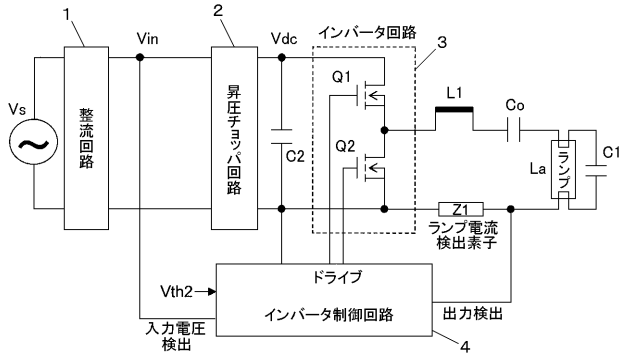 1
Vin
2
Vdc
インバータ回路
3
Vs
整流回路
昇圧チョッパ回路
C2
Q1
Q2
L1
Co
La
ランプ
C1
Z1
ランプ電流
検出素子
Vth2
ドライブ
インバータ制御回路
入力電圧
検出
出力検出
4